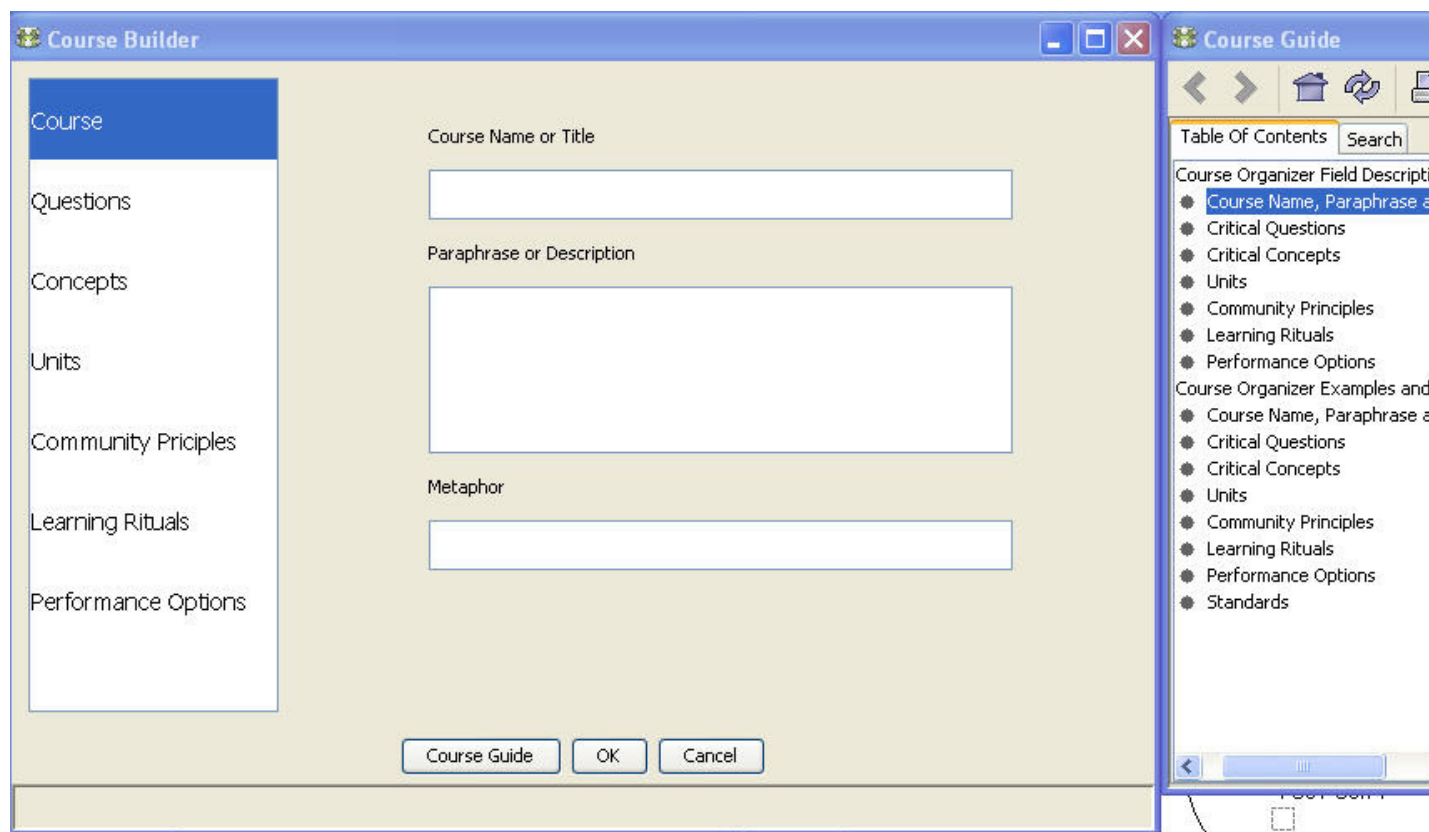 Course Builder
Course
Questions
Concepts
Units
Community Priciples
Learning Rituals
Performance Options
Course Name or Title
Paraphrase or Description
Metaphor
Course Guide
OK
Cancel
Course Guide
Table Of Contents
Search
Course Organizer Field Descripti
Course Name, Paraphrase a
Critical Questions
Critical Concepts
Units
Community Principles
Learning Rituals
Performance Options
Course Organizer Examples and
Course Name, Paraphrase a
Critical Questions
Critical Concepts
Units
Community Principles
Learning Rituals
Performance Options
Standards